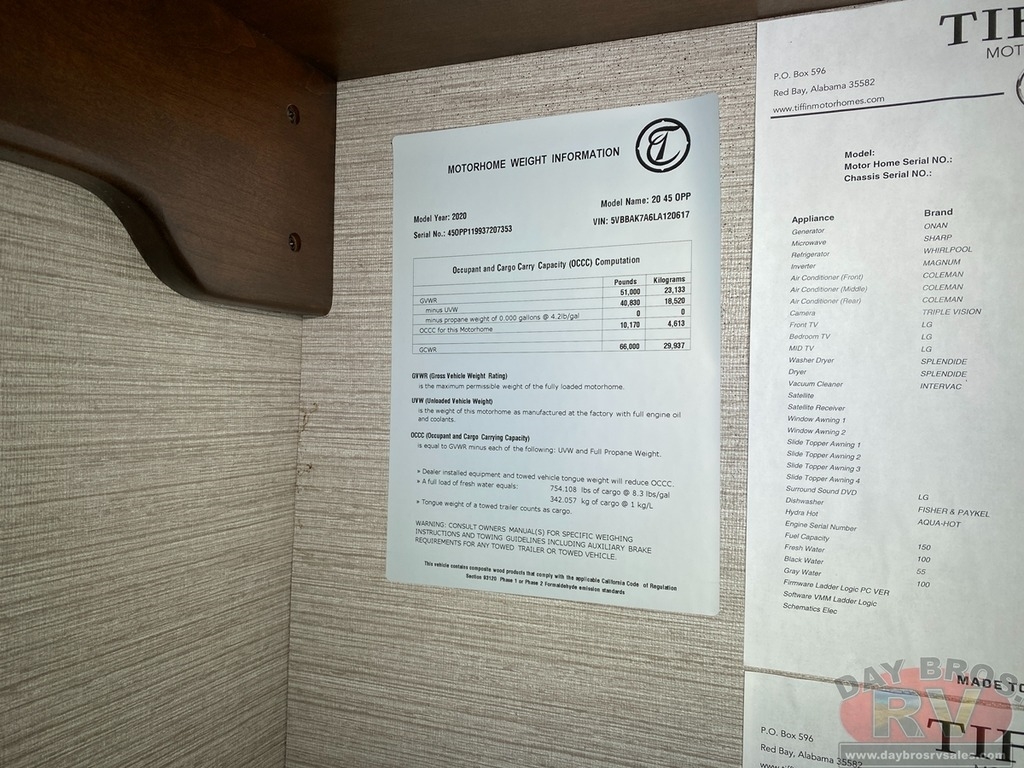 MOTORHOME WEIGHT INFORMATION
Model Year: 2020
Model Name: 20 45 OPP
Serial No.: 45OPP119937207353
VIN: 5VBBAK7A6LA120617
Occupant and Cargo Carry Capacity (OCCC) Computation
Pounds Kilograms
GVWR 51,000 23,133
minus UVW 40,830 18,520
minus propane weight of 0.000 gallons @ 4.2lb/gal 0 0
OCCC for this Motorhome 10,170 4,613
GCWR 66,000 29,937
GVWR (Gross Vehicle Weight Rating)
is the maximum permissible weight of the fully loaded motorhome.
UVW (Unloaded Vehicle Weight)
is the weight of this motorhome as manufactured at the factory with full engine oil
and coolants.
OCCC (Occupant and Cargo Carrying Capacity)
is equal to GVWR minus each of the following: UVW and Full Propane Weight.
» Dealer installed equipment and towed vehicle tongue weight will reduce OCCC.
» A full load of fresh water equals: 754.108 lbs of cargo @ 8.3 lbs/gal
342.057 kg of cargo @ 1 kg/L
» Tongue weight of a towed trailer counts as cargo.
WARNING: CONSULT OWNERS MANUAL(S) FOR SPECIFIC WEIGHING
INSTRUCTIONS AND TOWING GUIDELINES INCLUDING AUXILIARY BRAKE
REQUIREMENTS FOR ANY TOWED TRAILER OR TOWED VEHICLE.
This vehicle contains composite wood products that comply with the applicable California Code of Regulation
Section 93120 Phase 1 or Phase 2 Formaldehyde emission standards
TIF
MOT
P.O. Box 596
Red Bay, Alabama 35582
www.tiffinmotorhomes.com
Model:
Motor Home Serial NO.:
Chassis Serial NO.:
Appliance Brand
Generator ONAN
Microwave SHARP
Refrigerator WHIRLPOOL
Inverter MAGNUM
Air Conditioner (Front) COLEMAN
Air Conditioner (Middle) COLEMAN
Air Conditioner (Rear) COLEMAN
Camera TRIPLE VISION
Front TV LG
Bedroom TV LG
MID TV LG
Washer Dryer SPLENDIDE
Dryer SPLENDIDE
Vacuum Cleaner INTERVAC
Satellite
Satellite Receiver
Window Awning 1
Window Awning 2
Slide Topper Awning 1
Slide Topper Awning 2
Slide Topper Awning 3
Slide Topper Awning 4
Surround Sound DVD LG
Dishwasher FISHER & PAYKEL
Hydra Hot AQUA-HOT
Engine Serial Number
Fuel Capacity 150
Fresh Water 100
Black Water 55
Gray Water 100
Firmware Ladder Logic PC VER
Software VMM Ladder Logic
Schematics Elec
MADE TO
TIF
P.O. Box 596
Red Bay, Alabama 35582
DAY BROS.
RV
www.daybrosrvsales.com